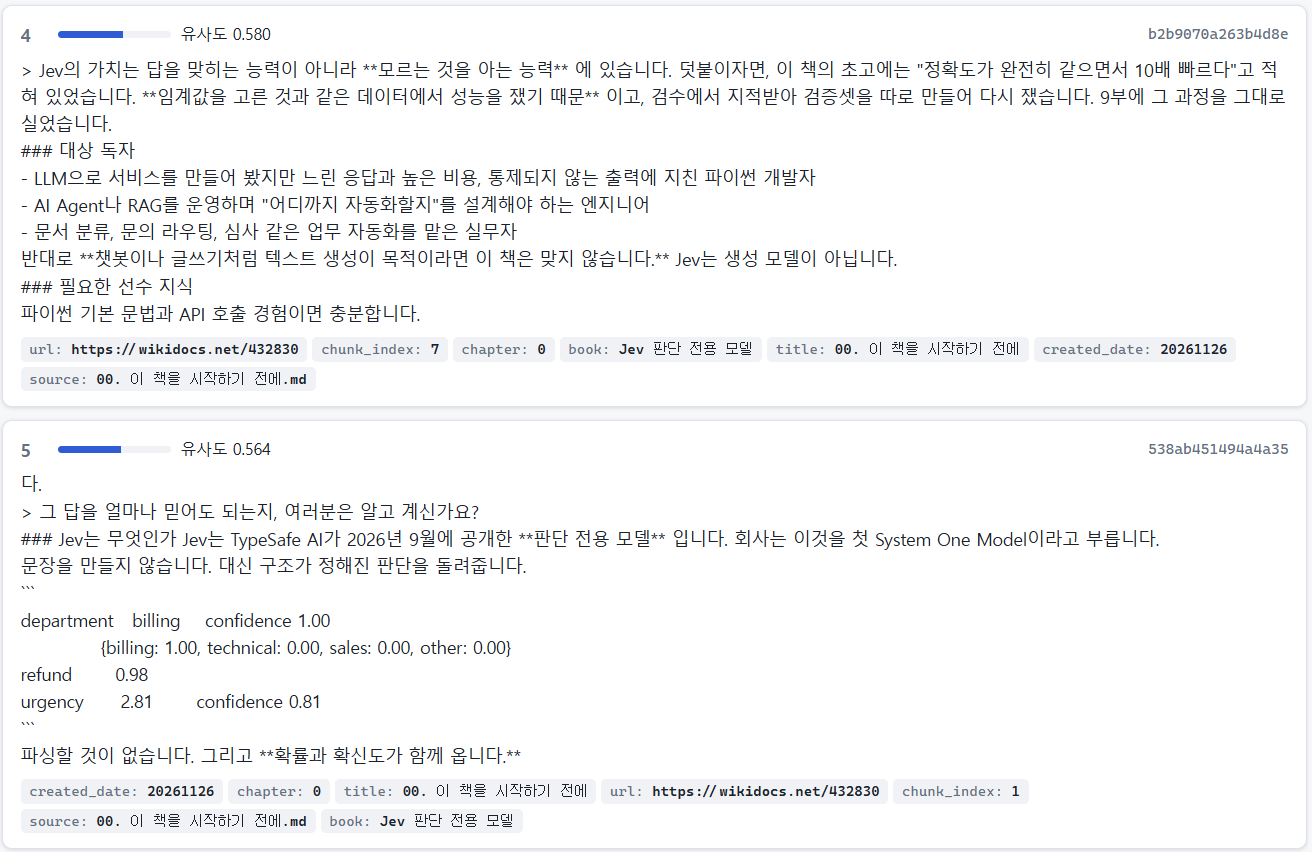 4 유사도 0.580 b2b9070a263b4d8e
> Jev의 가치는 답을 맞히는 능력이 아니라 **모르는 것을 아는 능력** 에 있습니다. 덧붙이자면, 이 책의 초고에는 "정확도가 완전히 같으면서 10배 빠르다"고 적
혀 있었습니다. **임계값을 고른 것과 같은 데이터에서 성능을 쟀기 때문** 이고, 검수에서 지적받아 검증셋을 따로 만들어 다시 쟀습니다. 9부에 그 과정을 그대로
실었습니다.
### 대상 독자
- LLM으로 서비스를 만들어 봤지만 느린 응답과 높은 비용, 통제되지 않는 출력에 지친 파이썬 개발자
- AI Agent나 RAG를 운영하며 "어디까지 자동화할지"를 설계해야 하는 엔지니어
- 문서 분류, 문의 라우팅, 심사 같은 업무 자동화를 맡은 실무자
반대로 **챗봇이나 글쓰기처럼 텍스트 생성이 목적이라면 이 책은 맞지 않습니다.** Jev는 생성 모델이 아닙니다.
### 필요한 선수 지식
파이썬 기본 문법과 API 호출 경험이면 충분합니다.
url: https://wikidocs.net/432830 chunk_index: 7 chapter: 0 book: Jev 판단 전용 모델 title: 00. 이 책을 시작하기 전에 created_date: 20261126
source: 00. 이 책을 시작하기 전에.md
5 유사도 0.564 538ab451494a4a35
다.
> 그 답을 얼마나 믿어도 되는지, 여러분은 알고 계신가요?
### Jev는 무엇인가 Jev는 TypeSafe AI가 2026년 9월에 공개한 **판단 전용 모델** 입니다. 회사는 이것을 첫 System One Model이라고 부릅니다.
문장을 만들지 않습니다. 대신 구조가 정해진 판단을 돌려줍니다.
```
department billing confidence 1.00
{billing: 1.00, technical: 0.00, sales: 0.00, other: 0.00}
refund 0.98
urgency 2.81 confidence 0.81
```
파싱할 것이 없습니다. 그리고 **확률과 확신도가 함께 옵니다.**
created_date: 20261126 chapter: 0 title: 00. 이 책을 시작하기 전에 url: https://wikidocs.net/432830 chunk_index: 1
source: 00. 이 책을 시작하기 전에.md book: Jev 판단 전용 모델